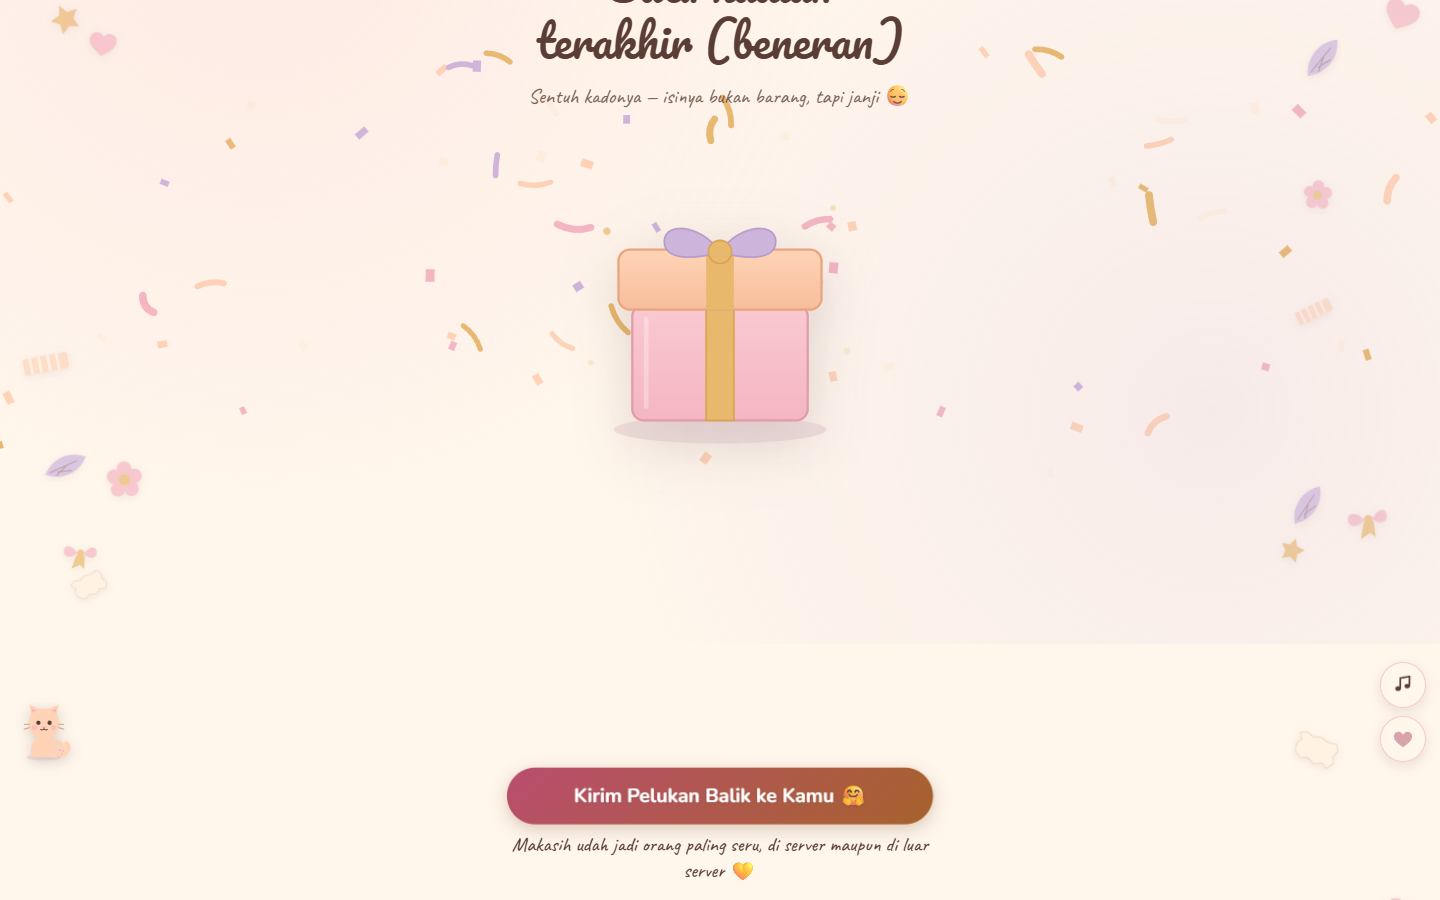 terakhir (beneran)
Sentuh kadonya — isinya bukan barang, tapi janji 😌
Kirim Pelukan Balik ke Kamu 🤗
Makasih udah jadi orang paling seru, di server maupun di luar
server 💛